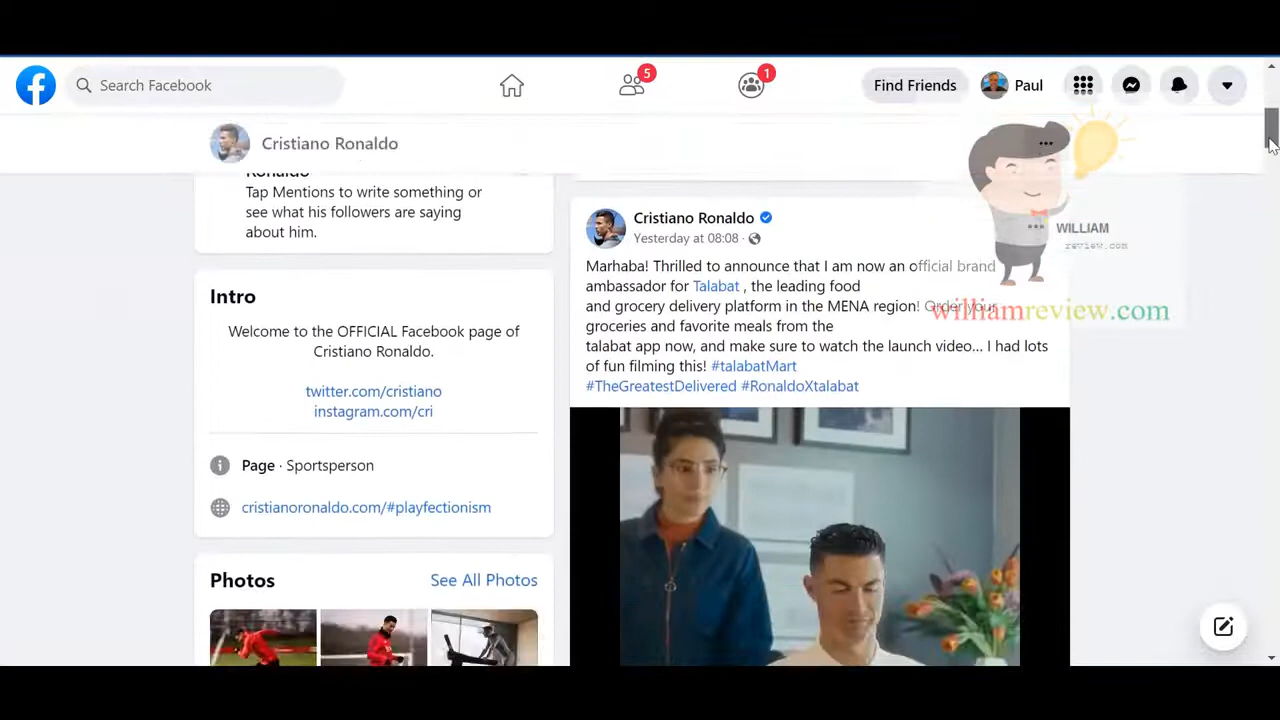 Search Facebook
5
1
Find Friends
Paul
Cristiano Ronaldo
Ronaldo
Tap Mentions to write something or
see what his followers are saying
about him.
Intro
Welcome to the OFFICIAL Facebook page of
Cristiano Ronaldo.
twitter.com/cristiano
instagram.com/cri
Page · Sportsperson
cristianoronaldo.com/#playfectionism
Photos
See All Photos
Cristiano Ronaldo
Yesterday at 08:08 ·
Marhaba! Thrilled to announce that I am now an official brand
ambassador for Talabat , the leading food
and grocery delivery platform in the MENA region! Order your
groceries and favorite meals from the
talabat app now, and make sure to watch the launch video... I had lots
of fun filming this! #talabatMart
#TheGreatestDelivered #RonaldoXtalabat
WILLIAM
review.com
williamreview.com